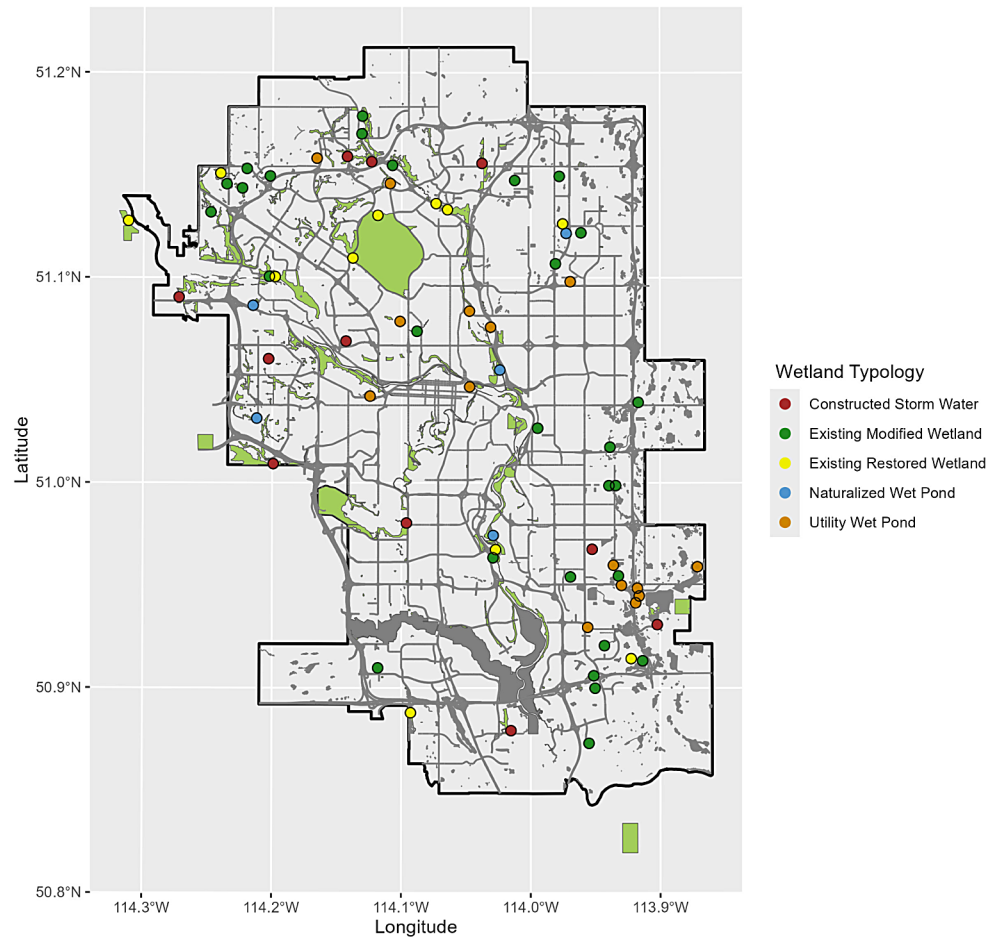 51.2°N
51.1°N
51.0°N
50.9°N
50.8°N
Latitude
114.3°W
114.2°W
114.1°W
114.0°W
113.9°W
Longitude
Wetland Typology
Constructed Storm Water
Existing Modified Wetland
Existing Restored Wetland
Naturalized Wet Pond
Utility Wet Pond